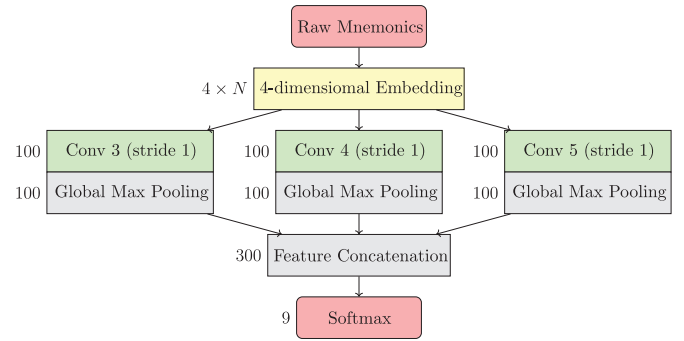 Raw Mnemonics
4 × N 4-dimensiomal Embedding
100 Conv 3 (stride 1) 100 Conv 4 (stride 1) 100 Conv 5 (stride 1)
100 Global Max Pooling 100 Global Max Pooling 100 Global Max Pooling
300 Feature Concatenation
9 Softmax